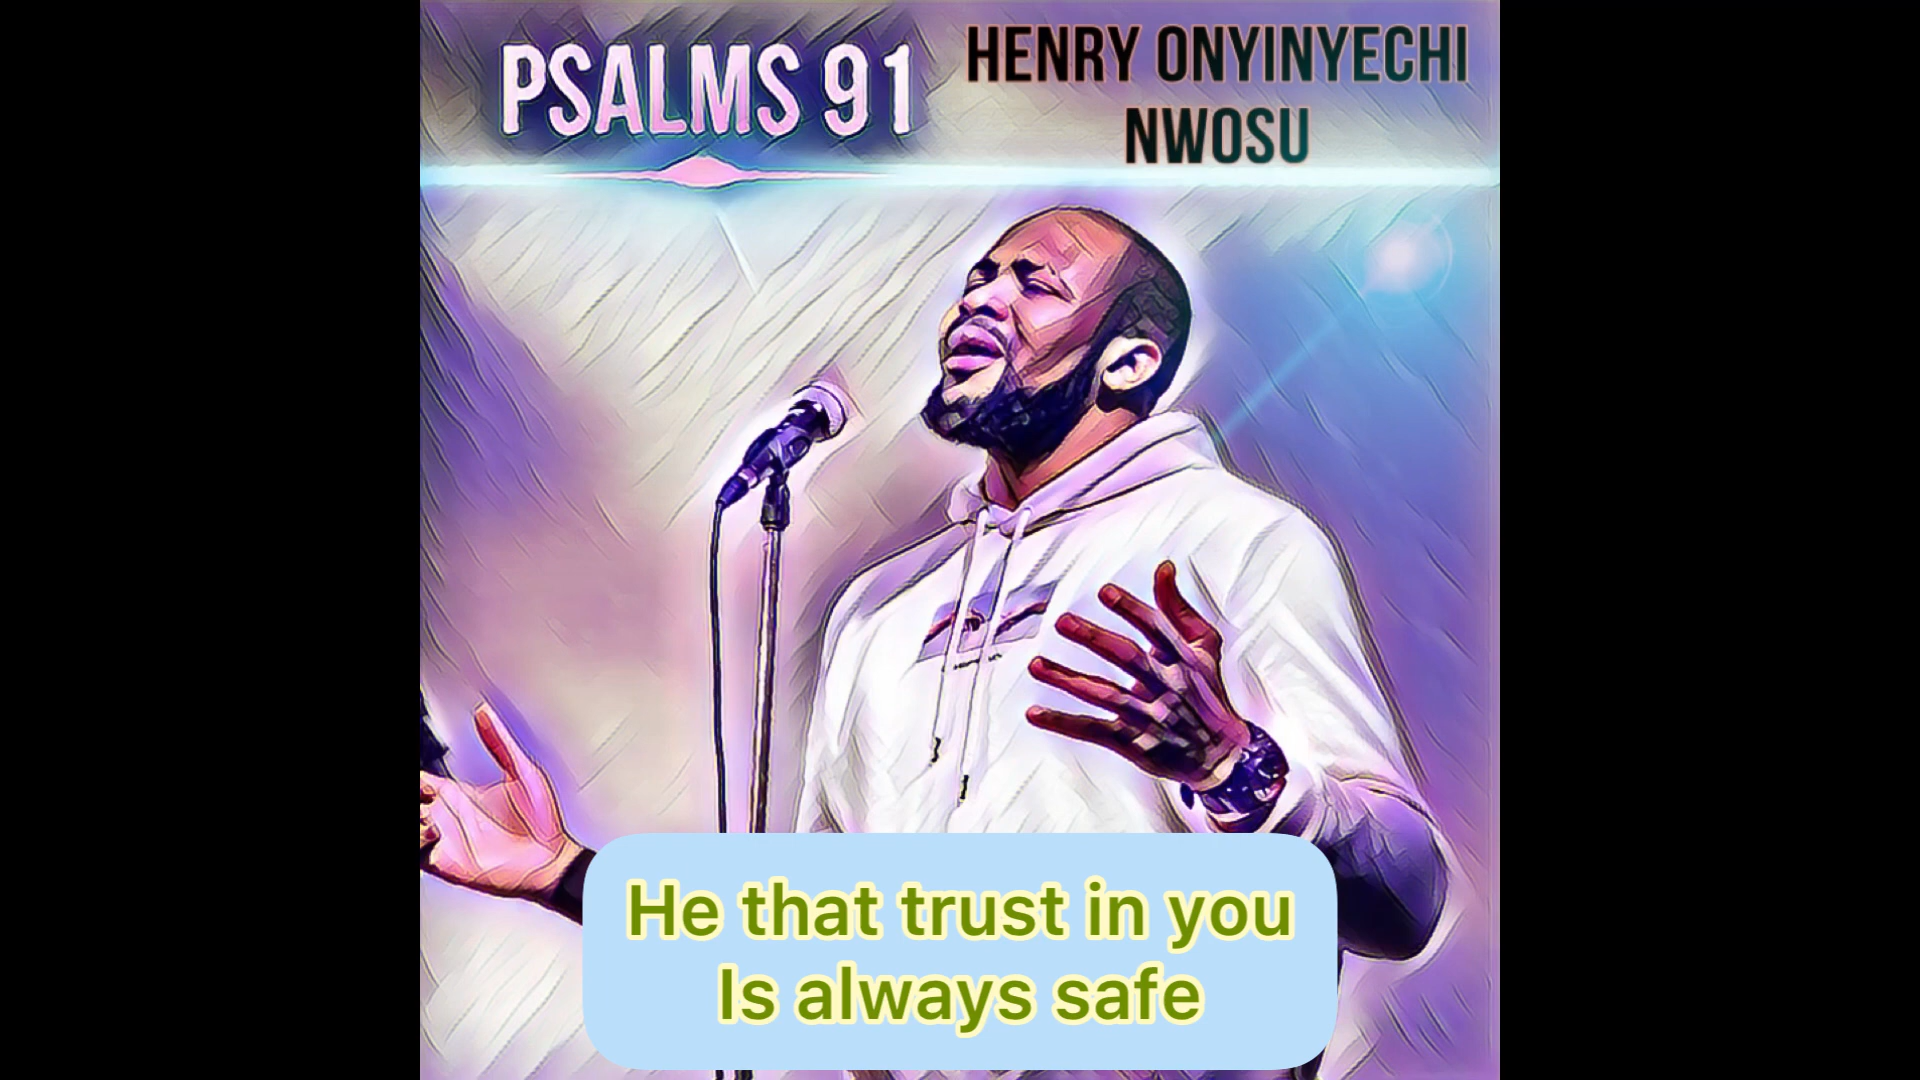 PSALMS 91
HENRY ONYINYECHI
NWOSU
He that trust in you
Is always safe